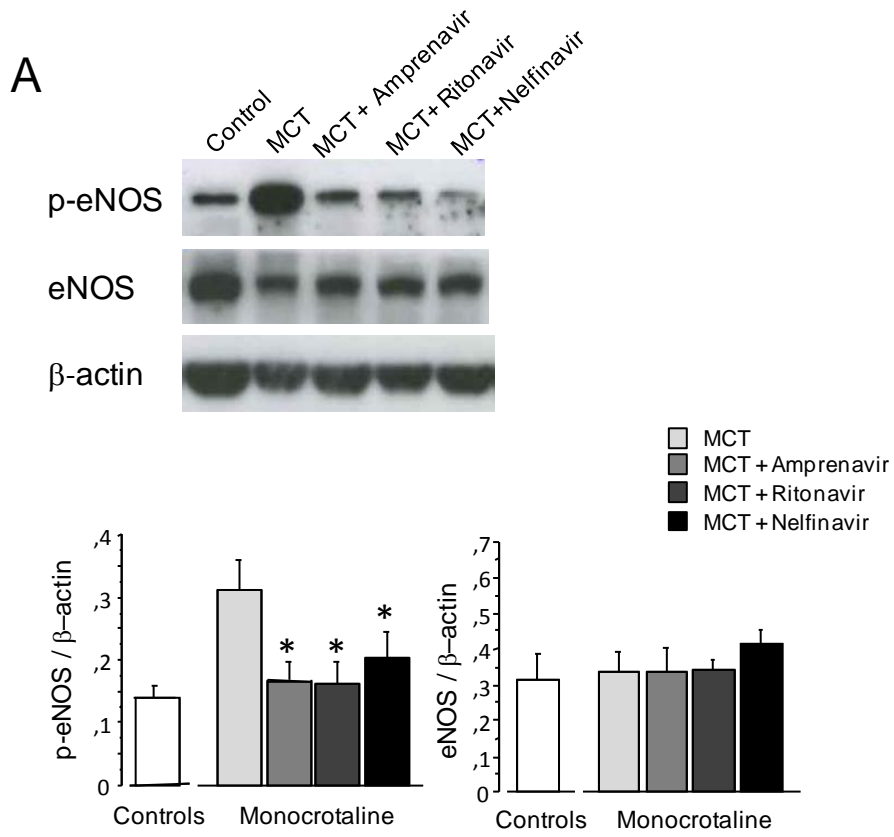 A
Control
MCT
MCT + Amprenavir
MCT+ Ritonavir
MCT+Nelfinavir
p-eNOS
eNOS
β-actin
MCT
MCT + Amprenavir
MCT + Ritonavir
MCT + Nelfinavir
p-eNOS / β–actin
,4
,3
,2
,1
0
*
*
*
Controls
Monocrotaline
eNOS / β–actin
,7
,6
,5
,4
,3
,2
,1
0
Controls
Monocrotaline